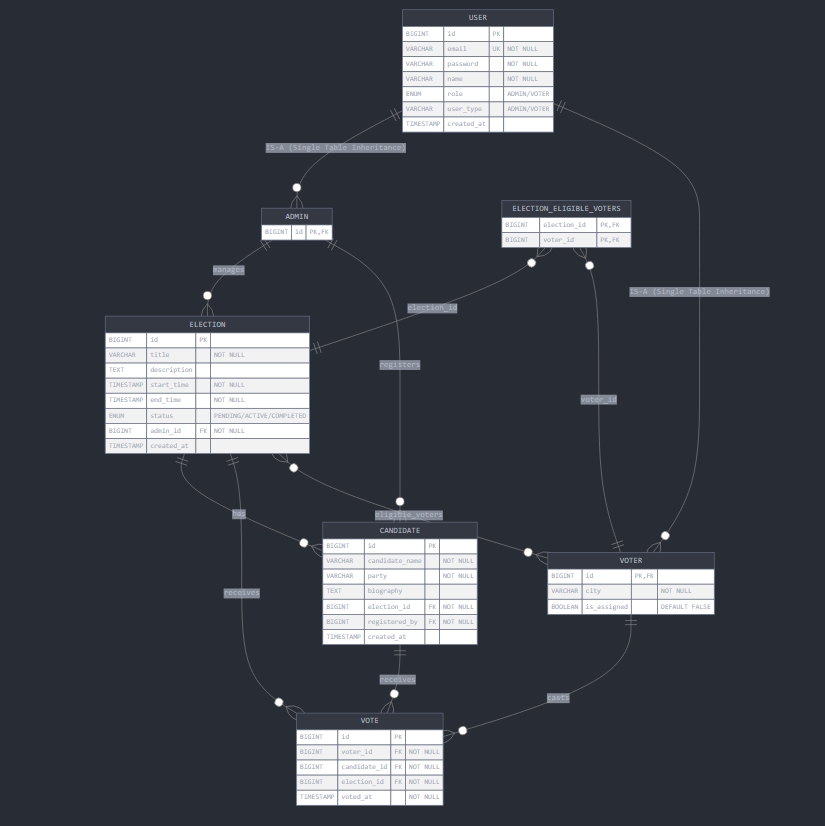 USER
BIGINT id PK
VARCHAR email UK NOT NULL
VARCHAR password NOT NULL
VARCHAR name NOT NULL
ENUM role ADMIN/VOTER
VARCHAR user_type ADMIN/VOTER
TIMESTAMP created_at
IS-A (Single Table Inheritance)
ADMIN
BIGINT id PK,FK
ELECTION_ELIGIBLE_VOTERS
BIGINT election_id PK,FK
BIGINT voter_id PK,FK
manages
IS-A (Single Table Inheritance)
election_id
ELECTION
BIGINT id PK
VARCHAR title NOT NULL
TEXT description
TIMESTAMP start_time NOT NULL
TIMESTAMP end_time NOT NULL
ENUM status PENDING/ACTIVE/COMPLETED
BIGINT admin_id FK NOT NULL
TIMESTAMP created_at
registers
voter_id
has
eligible_voters
CANDIDATE
BIGINT id PK
VARCHAR candidate_name NOT NULL
VARCHAR party NOT NULL
TEXT biography
BIGINT election_id FK NOT NULL
BIGINT registered_by FK NOT NULL
TIMESTAMP created_at
VOTER
BIGINT id PK,FK
VARCHAR city NOT NULL
BOOLEAN is_assigned DEFAULT FALSE
receives
receives
casts
VOTE
BIGINT id PK
BIGINT voter_id FK NOT NULL
BIGINT candidate_id FK NOT NULL
BIGINT election_id FK NOT NULL
TIMESTAMP voted_at NOT NULL